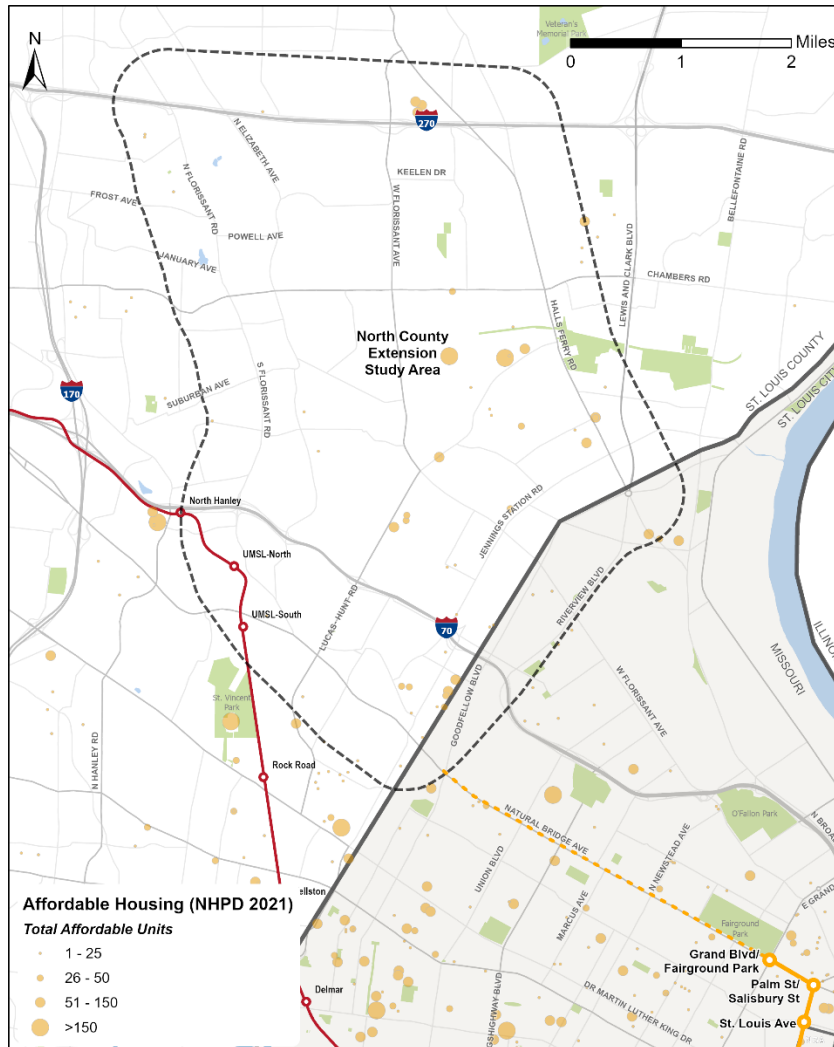 N
Veteran's
Memorial Park
Miles
0
1
2
270
N ELIZABETH AVE
N FLORISSANT RD
KEELEN DR
FROST AVE
W FLORISSANT AVE
BELLEFONTAINE RD
POWELL AVE
JANUARY AVE
LEWIS AND CLARK BLVD
CHAMBERS RD
HALLS FERRY RD
North County
Extension
Study Area
ST. LOUIS COUNTY
ST. LOUIS CITY
170
SUBURBAN AVE
S FLORISSANT RD
North Hanley
JENNINGS STATION RD
UMSL-North
UMSL-South
LUCAS-HUNT RD
RIVERVIEW BLVD
70
ILLINOI
MISSOURI
W FLORISSANT AVE
GOODFELLOW BLVD
St. Vincent
Park
N HANLEY RD
Rock Road
NATURAL BRIDGE AVE
O'Fallon Park
N BROA
UNION BLVD
N NEWSTEAD AVE
MARCUS AVE
E GRAND
Fairground
Park
Affordable Housing (NHPD 2021)
ellston
Total Affordable Units
1 - 25
26 - 50
51 - 150
>150
Grand Blvd/
Fairground Park
Palm St/
Salisbury St
Delmar
DR MARTIN LUTHER KING DR
St. Louis Ave
GSHIGHWAY BLVD